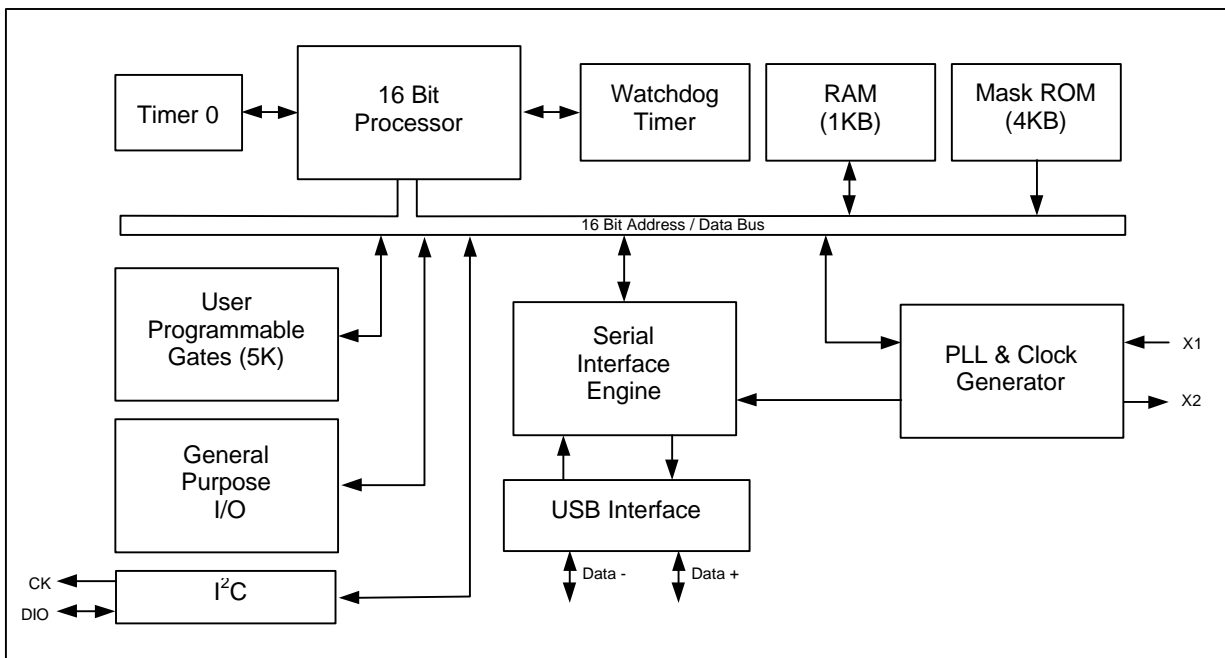 Timer 0
16 Bit
Processor
Watchdog
Timer
RAM
(1KB)
Mask ROM
(4KB)
16 Bit Address / Data Bus
User
Programmable
Gates (5K)
Serial
Interface
Engine
PLL & Clock
Generator
X1
X2
General
Purpose
I/O
USB Interface
Data -
Data +
I²C
CK
DIO